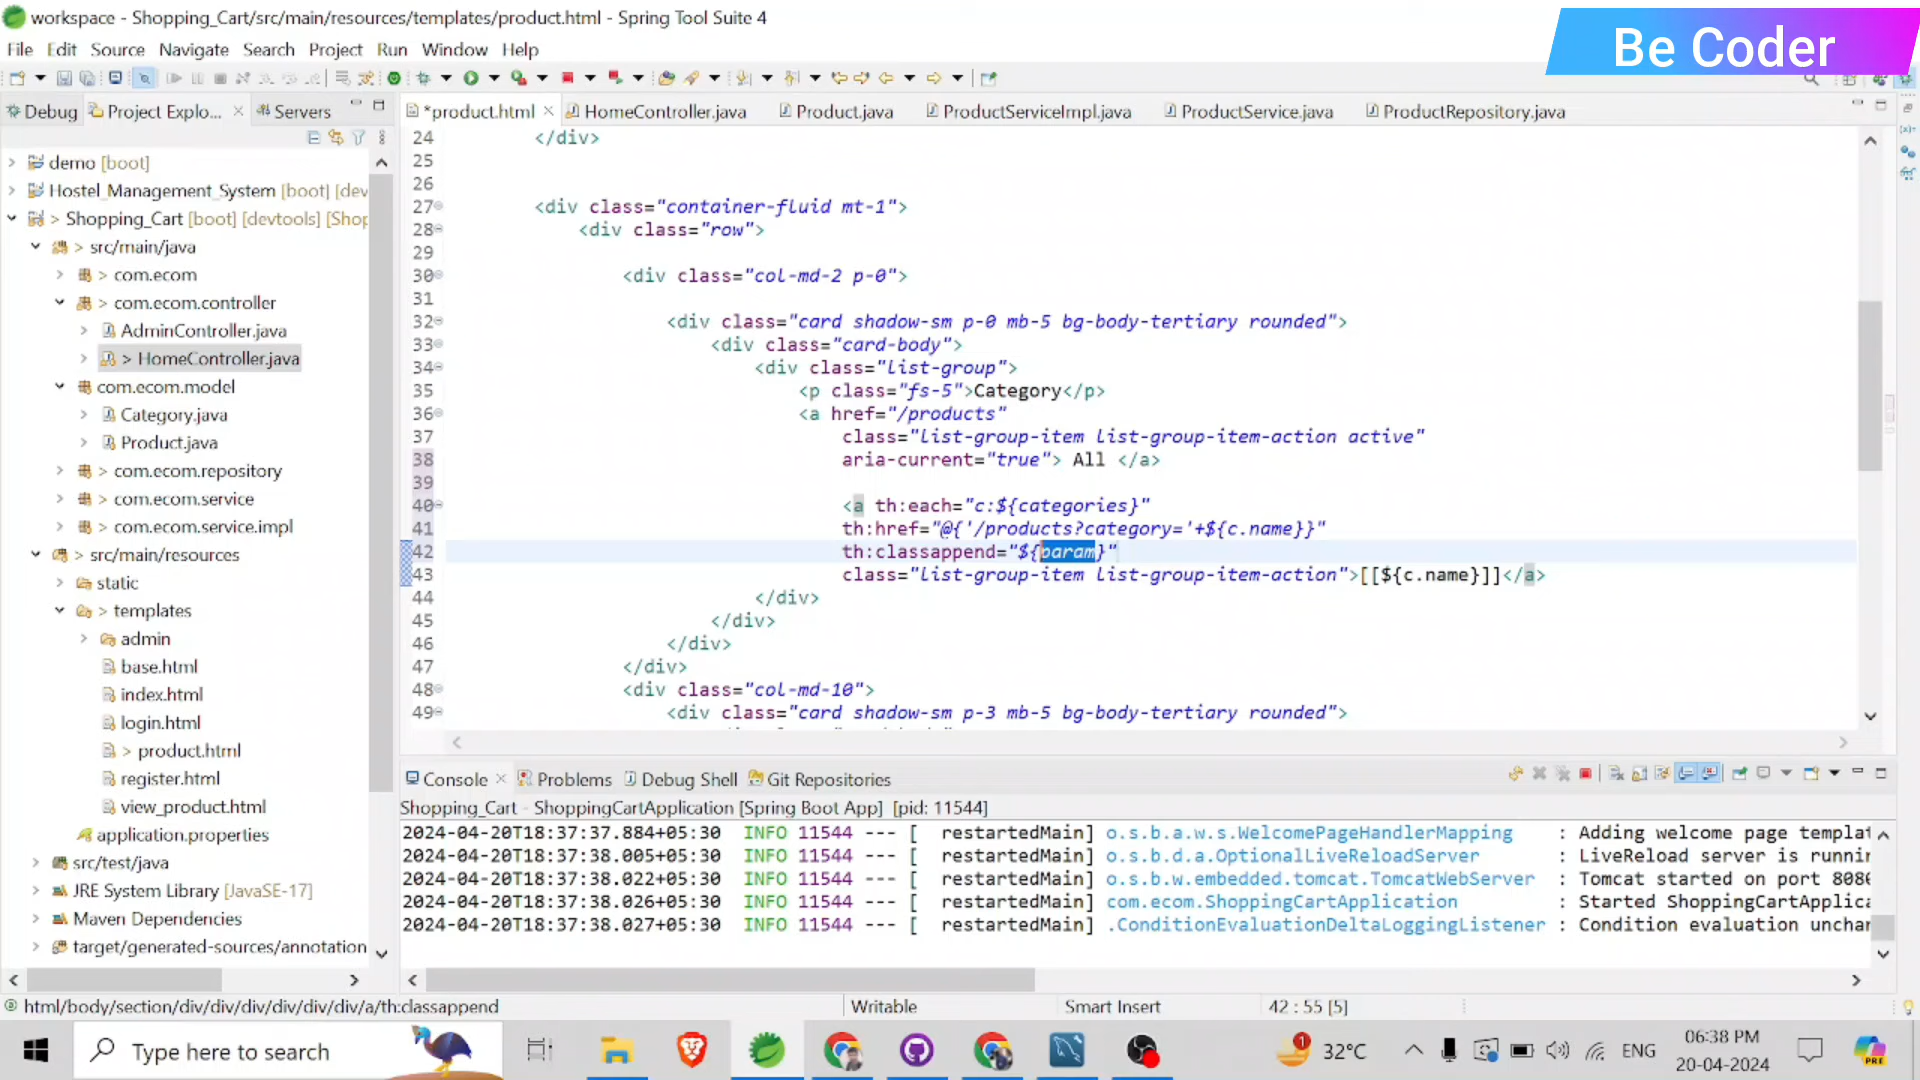 workspace - Shopping_Cart/src/main/resources/templates/product.html - Spring Tool Suite 4
Be Coder
File Edit Source Navigate Search Project Run Window Help
Debug Project Explo... Servers
*product.html HomeController.java Product.java ProductServiceImpl.java ProductService.java ProductRepository.java
demo [boot]
Hostel_Management_System [boot] [dev
> Shopping_Cart [boot] [devtools] [Shop
> src/main/java
> com.ecom
> com.ecom.controller
AdminController.java
> HomeController.java
com.ecom.model
Category.java
Product.java
> com.ecom.repository
> com.ecom.service
> com.ecom.service.impl
> src/main/resources
static
> templates
admin
base.html
index.html
login.html
> product.html
register.html
view_product.html
application.properties
src/test/java
JRE System Library [JavaSE-17]
Maven Dependencies
target/generated-sources/annotation
24 </div>
25
26
27 <div class="container-fluid mt-1">
28 <div class="row">
29
30 <div class="col-md-2 p-0">
31
32 <div class="card shadow-sm p-0 mb-5 bg-body-tertiary rounded">
33 <div class="card-body">
34 <div class="list-group">
35 <p class="fs-5">Category</p>
36 <a href="/products"
37 class="list-group-item list-group-item-action active"
38 aria-current="true"> All </a>
39
40 <a th:each="c:${categories}"
41 th:href="@{'/products?category='+${c.name}}"
42 th:classappend="${param}"
43 class="list-group-item list-group-item-action">[[${c.name}]]</a>
44 </div>
45 </div>
46 </div>
47 </div>
48 <div class="col-md-10">
49 <div class="card shadow-sm p-3 mb-5 bg-body-tertiary rounded">
Console Problems Debug Shell Git Repositories
Shopping_Cart - ShoppingCartApplication [Spring Boot App] [pid: 11544]
2024-04-20T18:37:37.884+05:30 INFO 11544 --- [ restartedMain] o.s.b.a.w.s.WelcomePageHandlerMapping : Adding welcome page templat
2024-04-20T18:37:38.005+05:30 INFO 11544 --- [ restartedMain] o.s.b.d.a.OptionalLiveReloadServer : LiveReload server is runnin
2024-04-20T18:37:38.022+05:30 INFO 11544 --- [ restartedMain] o.s.b.w.embedded.tomcat.TomcatWebServer : Tomcat started on port 8080
2024-04-20T18:37:38.026+05:30 INFO 11544 --- [ restartedMain] com.ecom.ShoppingCartApplication : Started ShoppingCartApplica
2024-04-20T18:37:38.027+05:30 INFO 11544 --- [ restartedMain] .ConditionEvaluationDeltaLoggingListener : Condition evaluation unchan
html/body/section/div/div/div/div/div/div/a/th:classappend Writable Smart Insert 42 : 55 [5]
Type here to search 1 32°C ENG 06:38 PM
20-04-2024
PRE